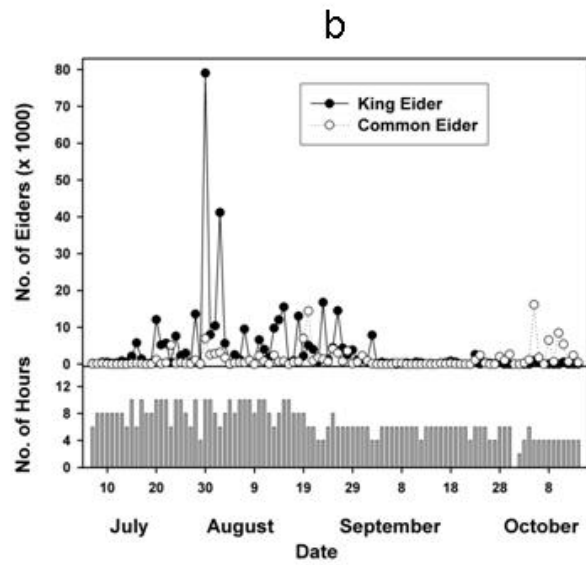 b
No. of Eiders (x 1000)
80
70
60
50
40
30
20
10
0
King Eider
Common Eider
No. of Hours
12
8
4
0
10 20 30 9 19 29 8 18 28 8
July August September October
Date